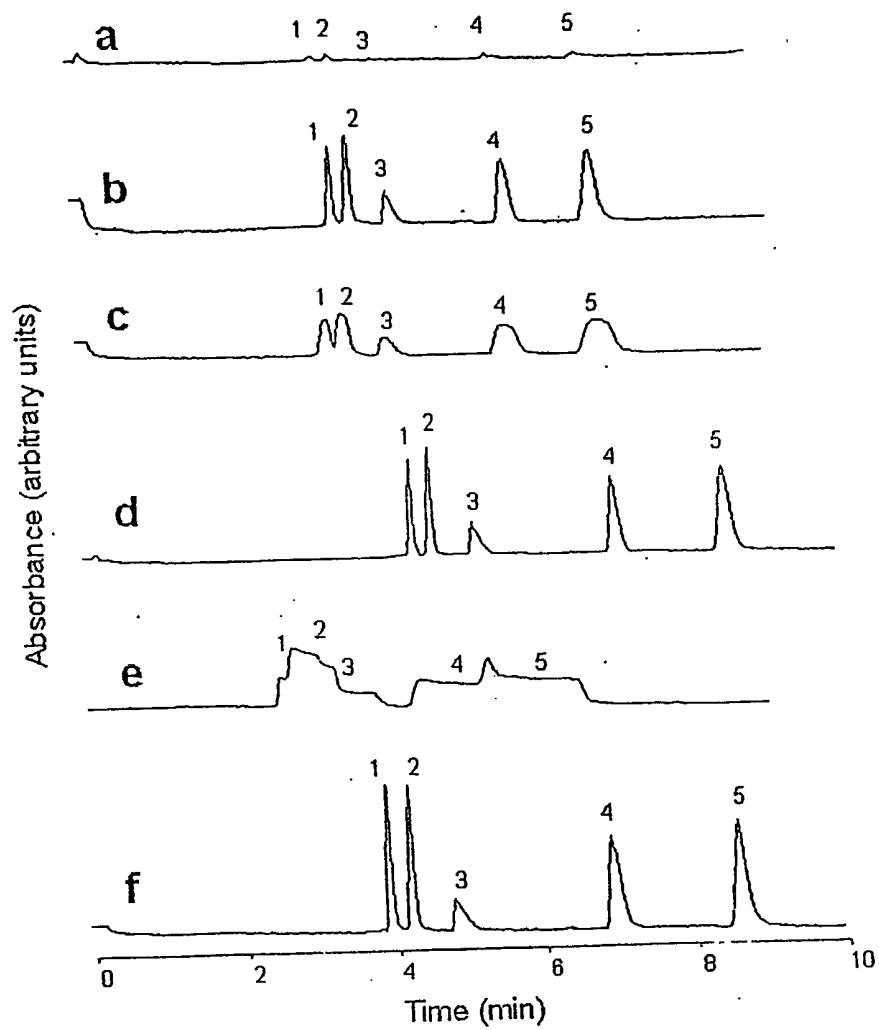 a 1 2 3 4 5
b 1 2 3 4 5
c 1 2 3 4 5
d 1 2 3 4 5
e 1 2 3 4 5
f 1 2 3 4 5
Absorbance (arbitrary units)
0 2 4 6 8 10
Time (min)